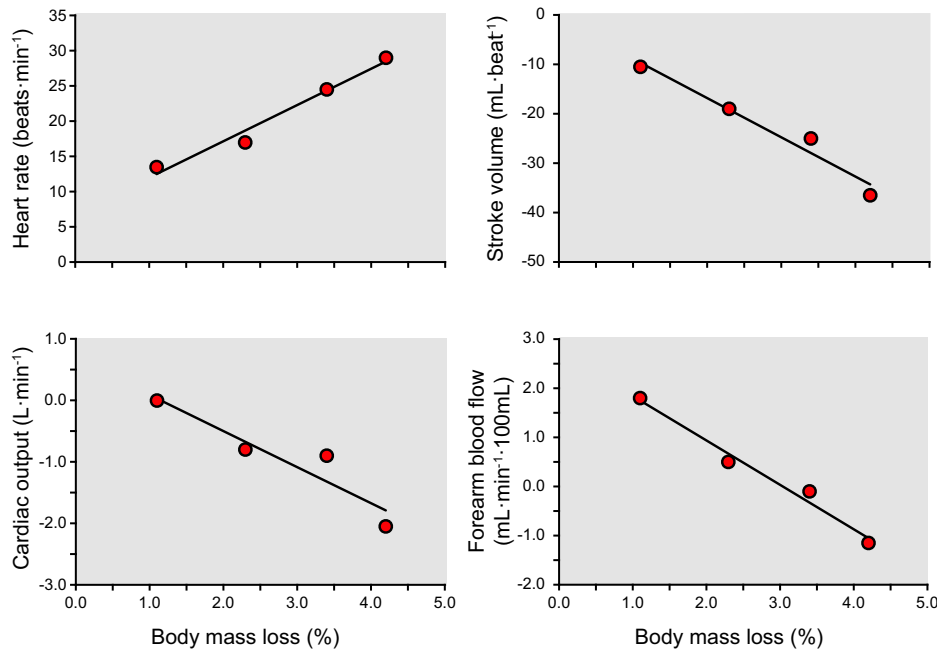 Heart rate (beats·min⁻¹)
35
30
25
20
15
10
5
0
Stroke volume (mL·beat⁻¹)
0
-10
-20
-30
-40
-50
Cardiac output (L·min⁻¹)
1.0
0.0
-1.0
-2.0
-3.0
0.0 1.0 2.0 3.0 4.0 5.0
Body mass loss (%)
Forearm blood flow
(mL·min⁻¹·100mL)
3.0
2.0
1.0
0.0
-1.0
-2.0
0.0 1.0 2.0 3.0 4.0 5.0
Body mass loss (%)